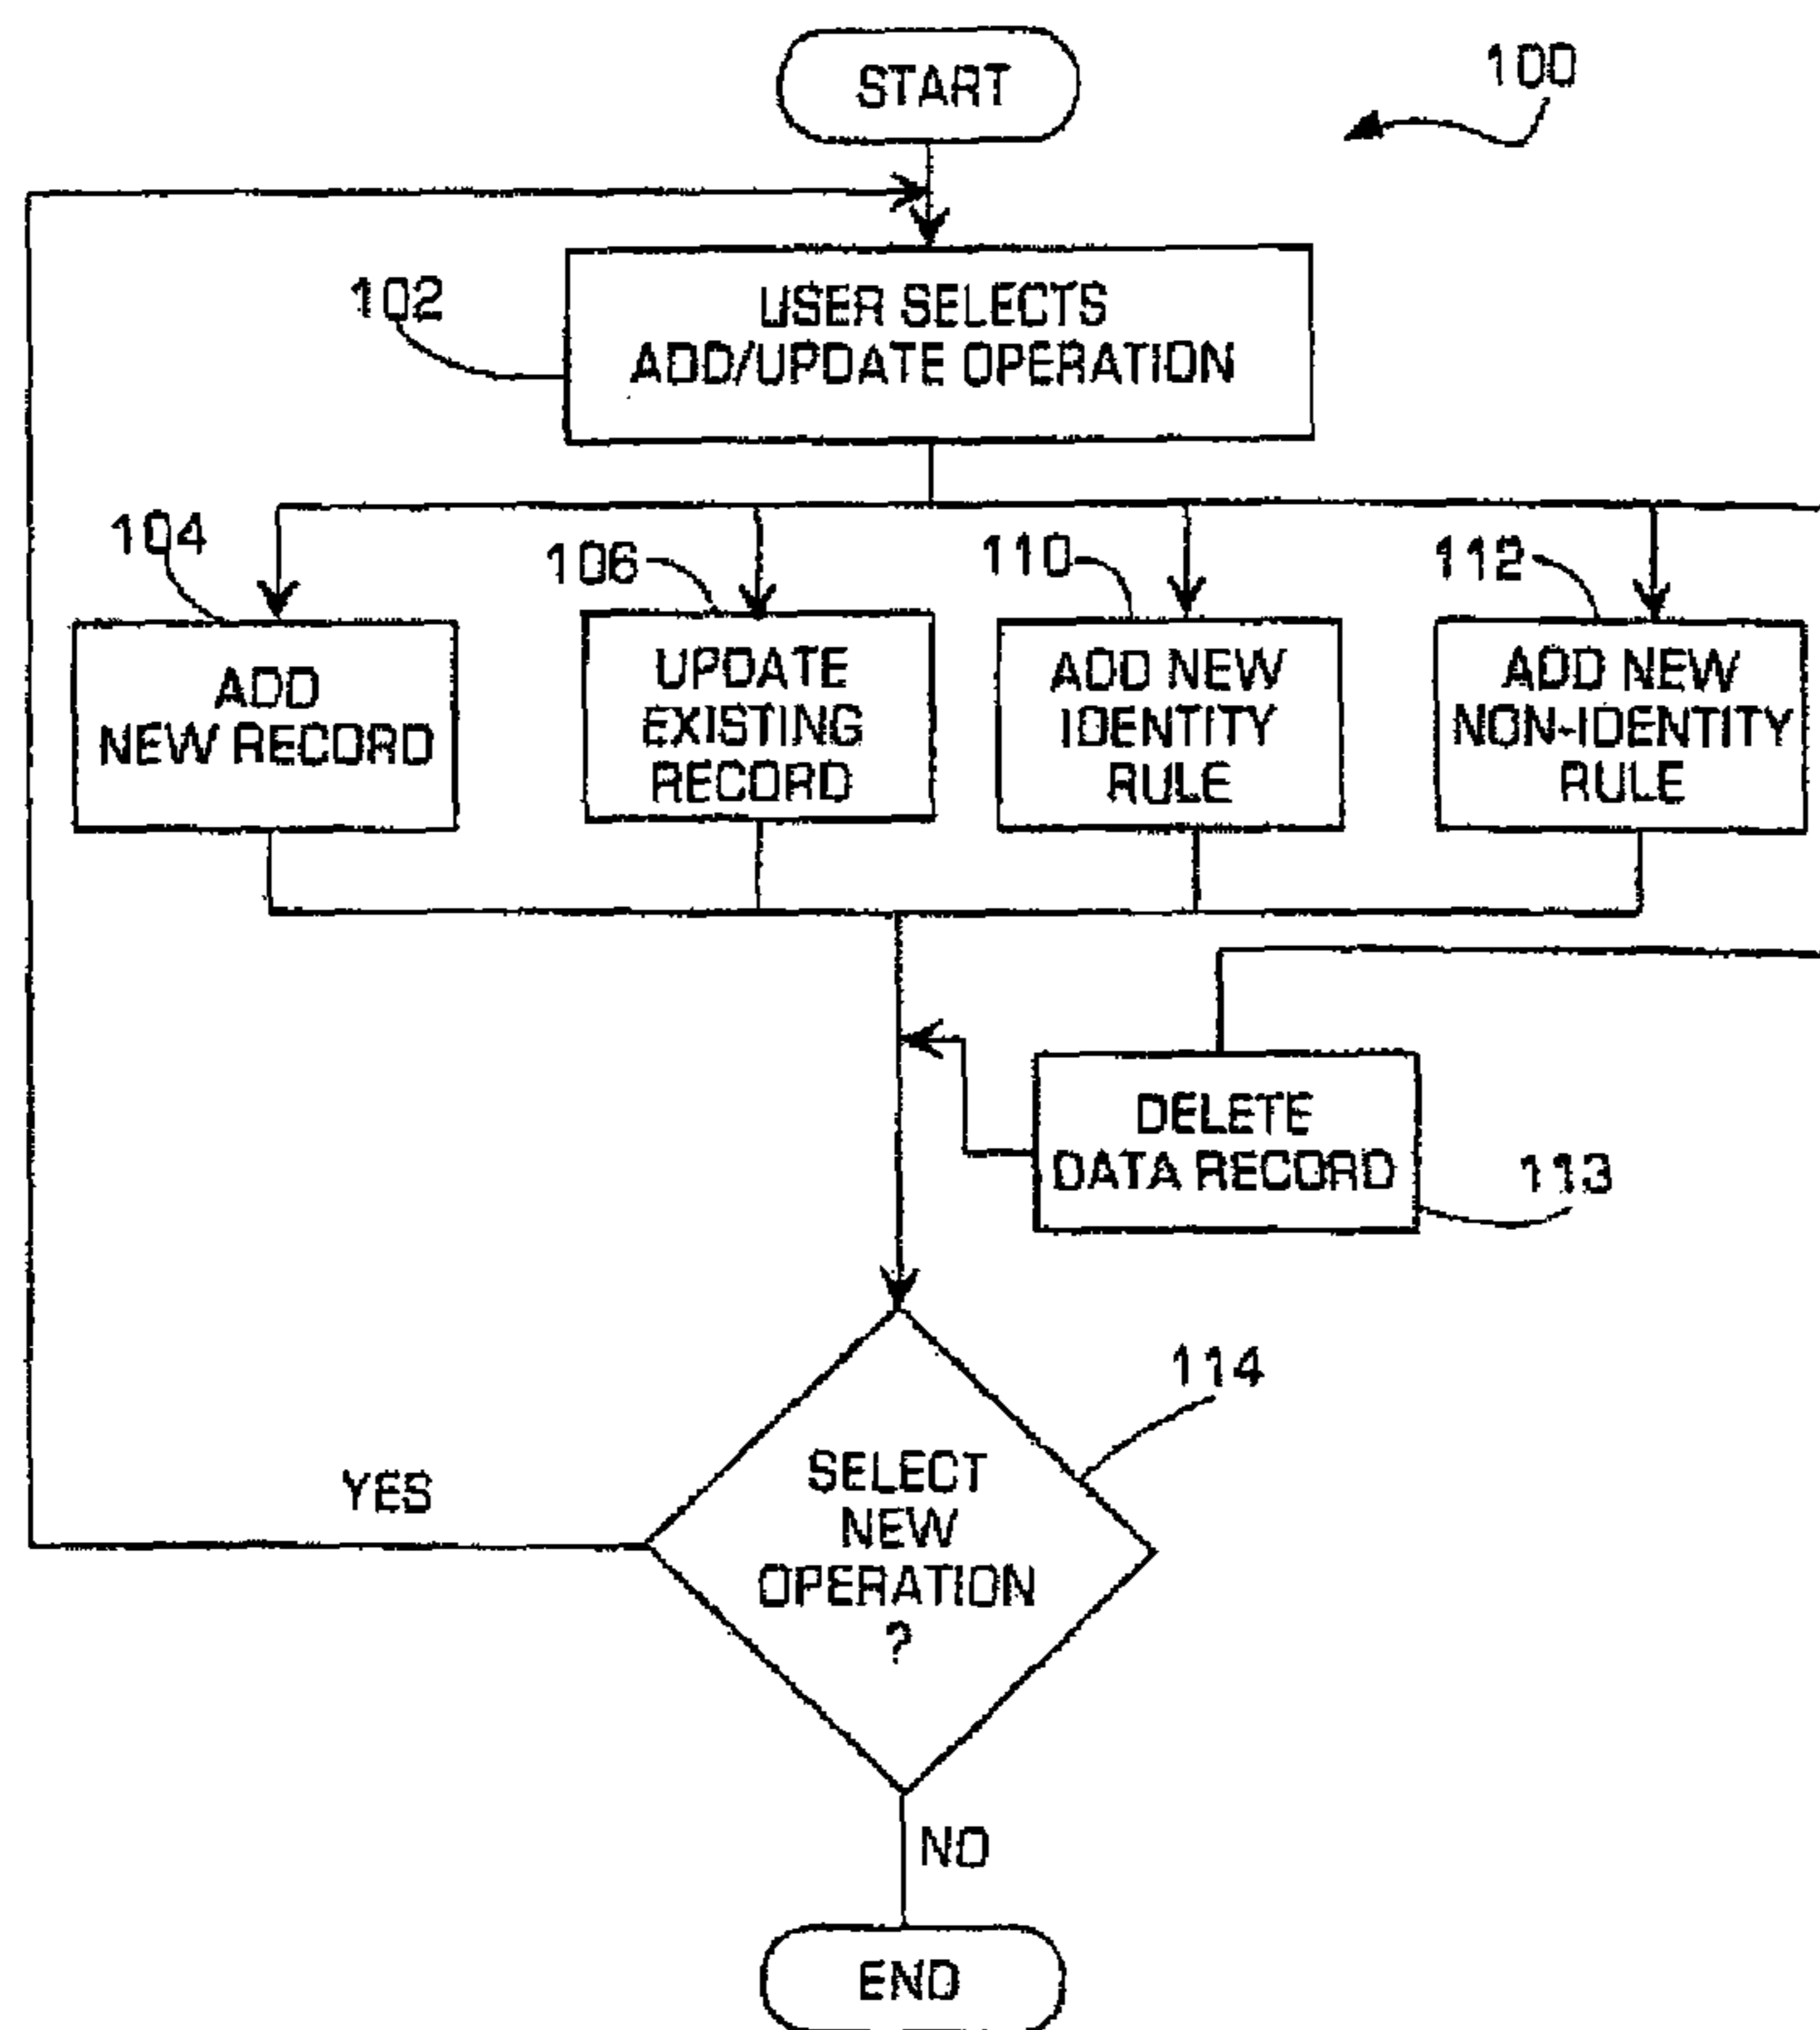 START
100
102
USER SELECTS
ADD/UPDATE OPERATION
104
106
110
112
ADD
NEW RECORD
UPDATE
EXISTING
RECORD
ADD NEW
IDENTITY
RULE
ADD NEW
NON-IDENTITY
RULE
DELETE
DATA RECORD
113
114
SELECT
NEW
OPERATION
?
YES
NO
END